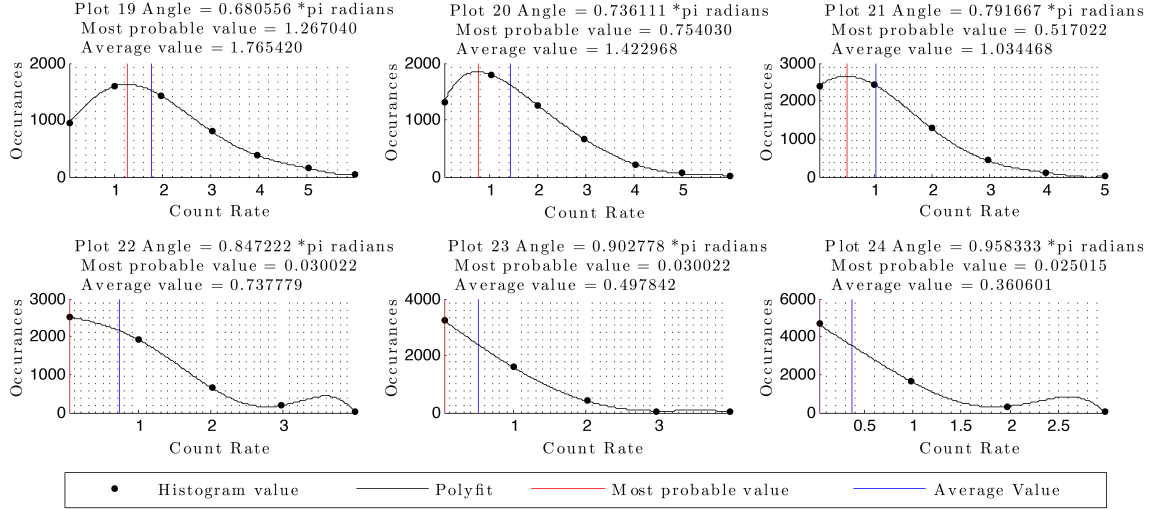 Plot 19 Angle = 0.680556 *pi radians
Most probable value = 1.267040
Average value = 1.765420
Occurances
2000
1000
0
1 2 3 4 5
Count Rate
Plot 20 Angle = 0.736111 *pi radians
Most probable value = 0.754030
Average value = 1.422968
Occurances
2000
1000
0
1 2 3 4 5
Count Rate
Plot 21 Angle = 0.791667 *pi radians
Most probable value = 0.517022
Average value = 1.034468
Occurances
3000
2000
1000
0
1 2 3 4 5
Count Rate
Plot 22 Angle = 0.847222 *pi radians
Most probable value = 0.030022
Average value = 0.737779
Occurances
3000
2000
1000
0
1 2 3
Count Rate
Plot 23 Angle = 0.902778 *pi radians
Most probable value = 0.030022
Average value = 0.497842
Occurances
4000
2000
0
1 2 3
Count Rate
Plot 24 Angle = 0.958333 *pi radians
Most probable value = 0.025015
Average value = 0.360601
Occurances
6000
4000
2000
0
0.5 1 1.5 2 2.5
Count Rate
Histogram value Polyfit Most probable value Average Value